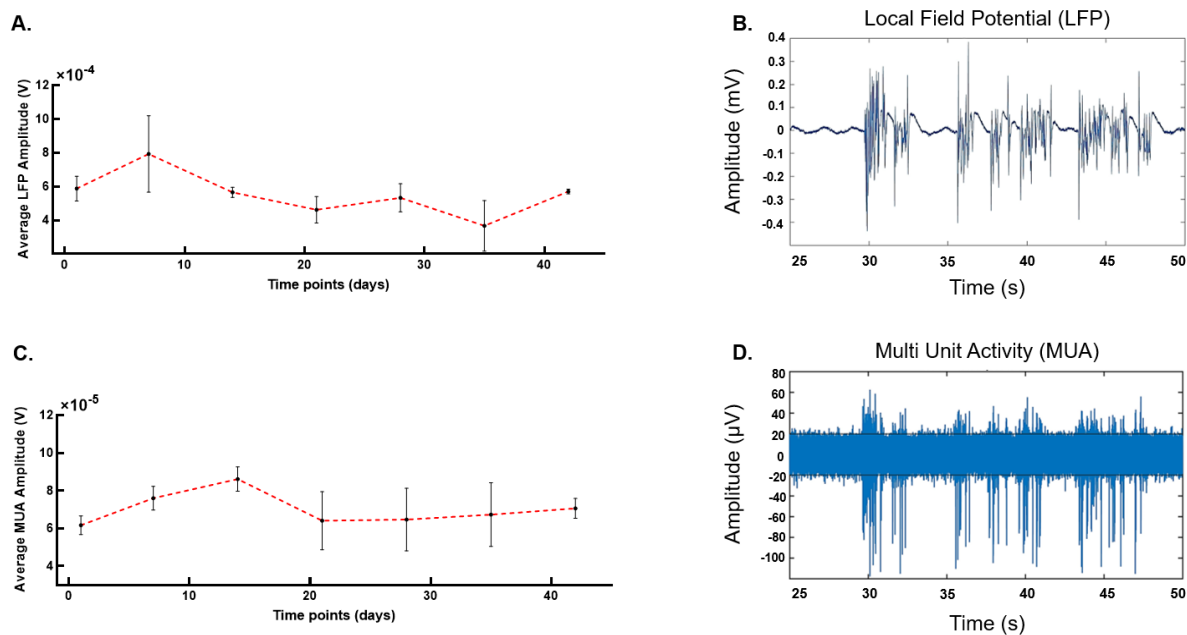 A.
×10⁻⁴
12
10
8
6
4
Average LFP Amplitude (V)
0 10 20 30 40
Time points (days)
B.
Local Field Potential (LFP)
0.4
0.3
0.2
0.1
0
-0.1
-0.2
-0.3
-0.4
Amplitude (mV)
25 30 35 40 45 50
Time (s)
C.
×10⁻⁵
12
10
8
6
4
Average MUA Amplitude (V)
0 10 20 30 40
Time points (days)
D.
Multi Unit Activity (MUA)
80
60
40
20
0
-20
-40
-60
-80
-100
Amplitude (µV)
25 30 35 40 45 50
Time (s)